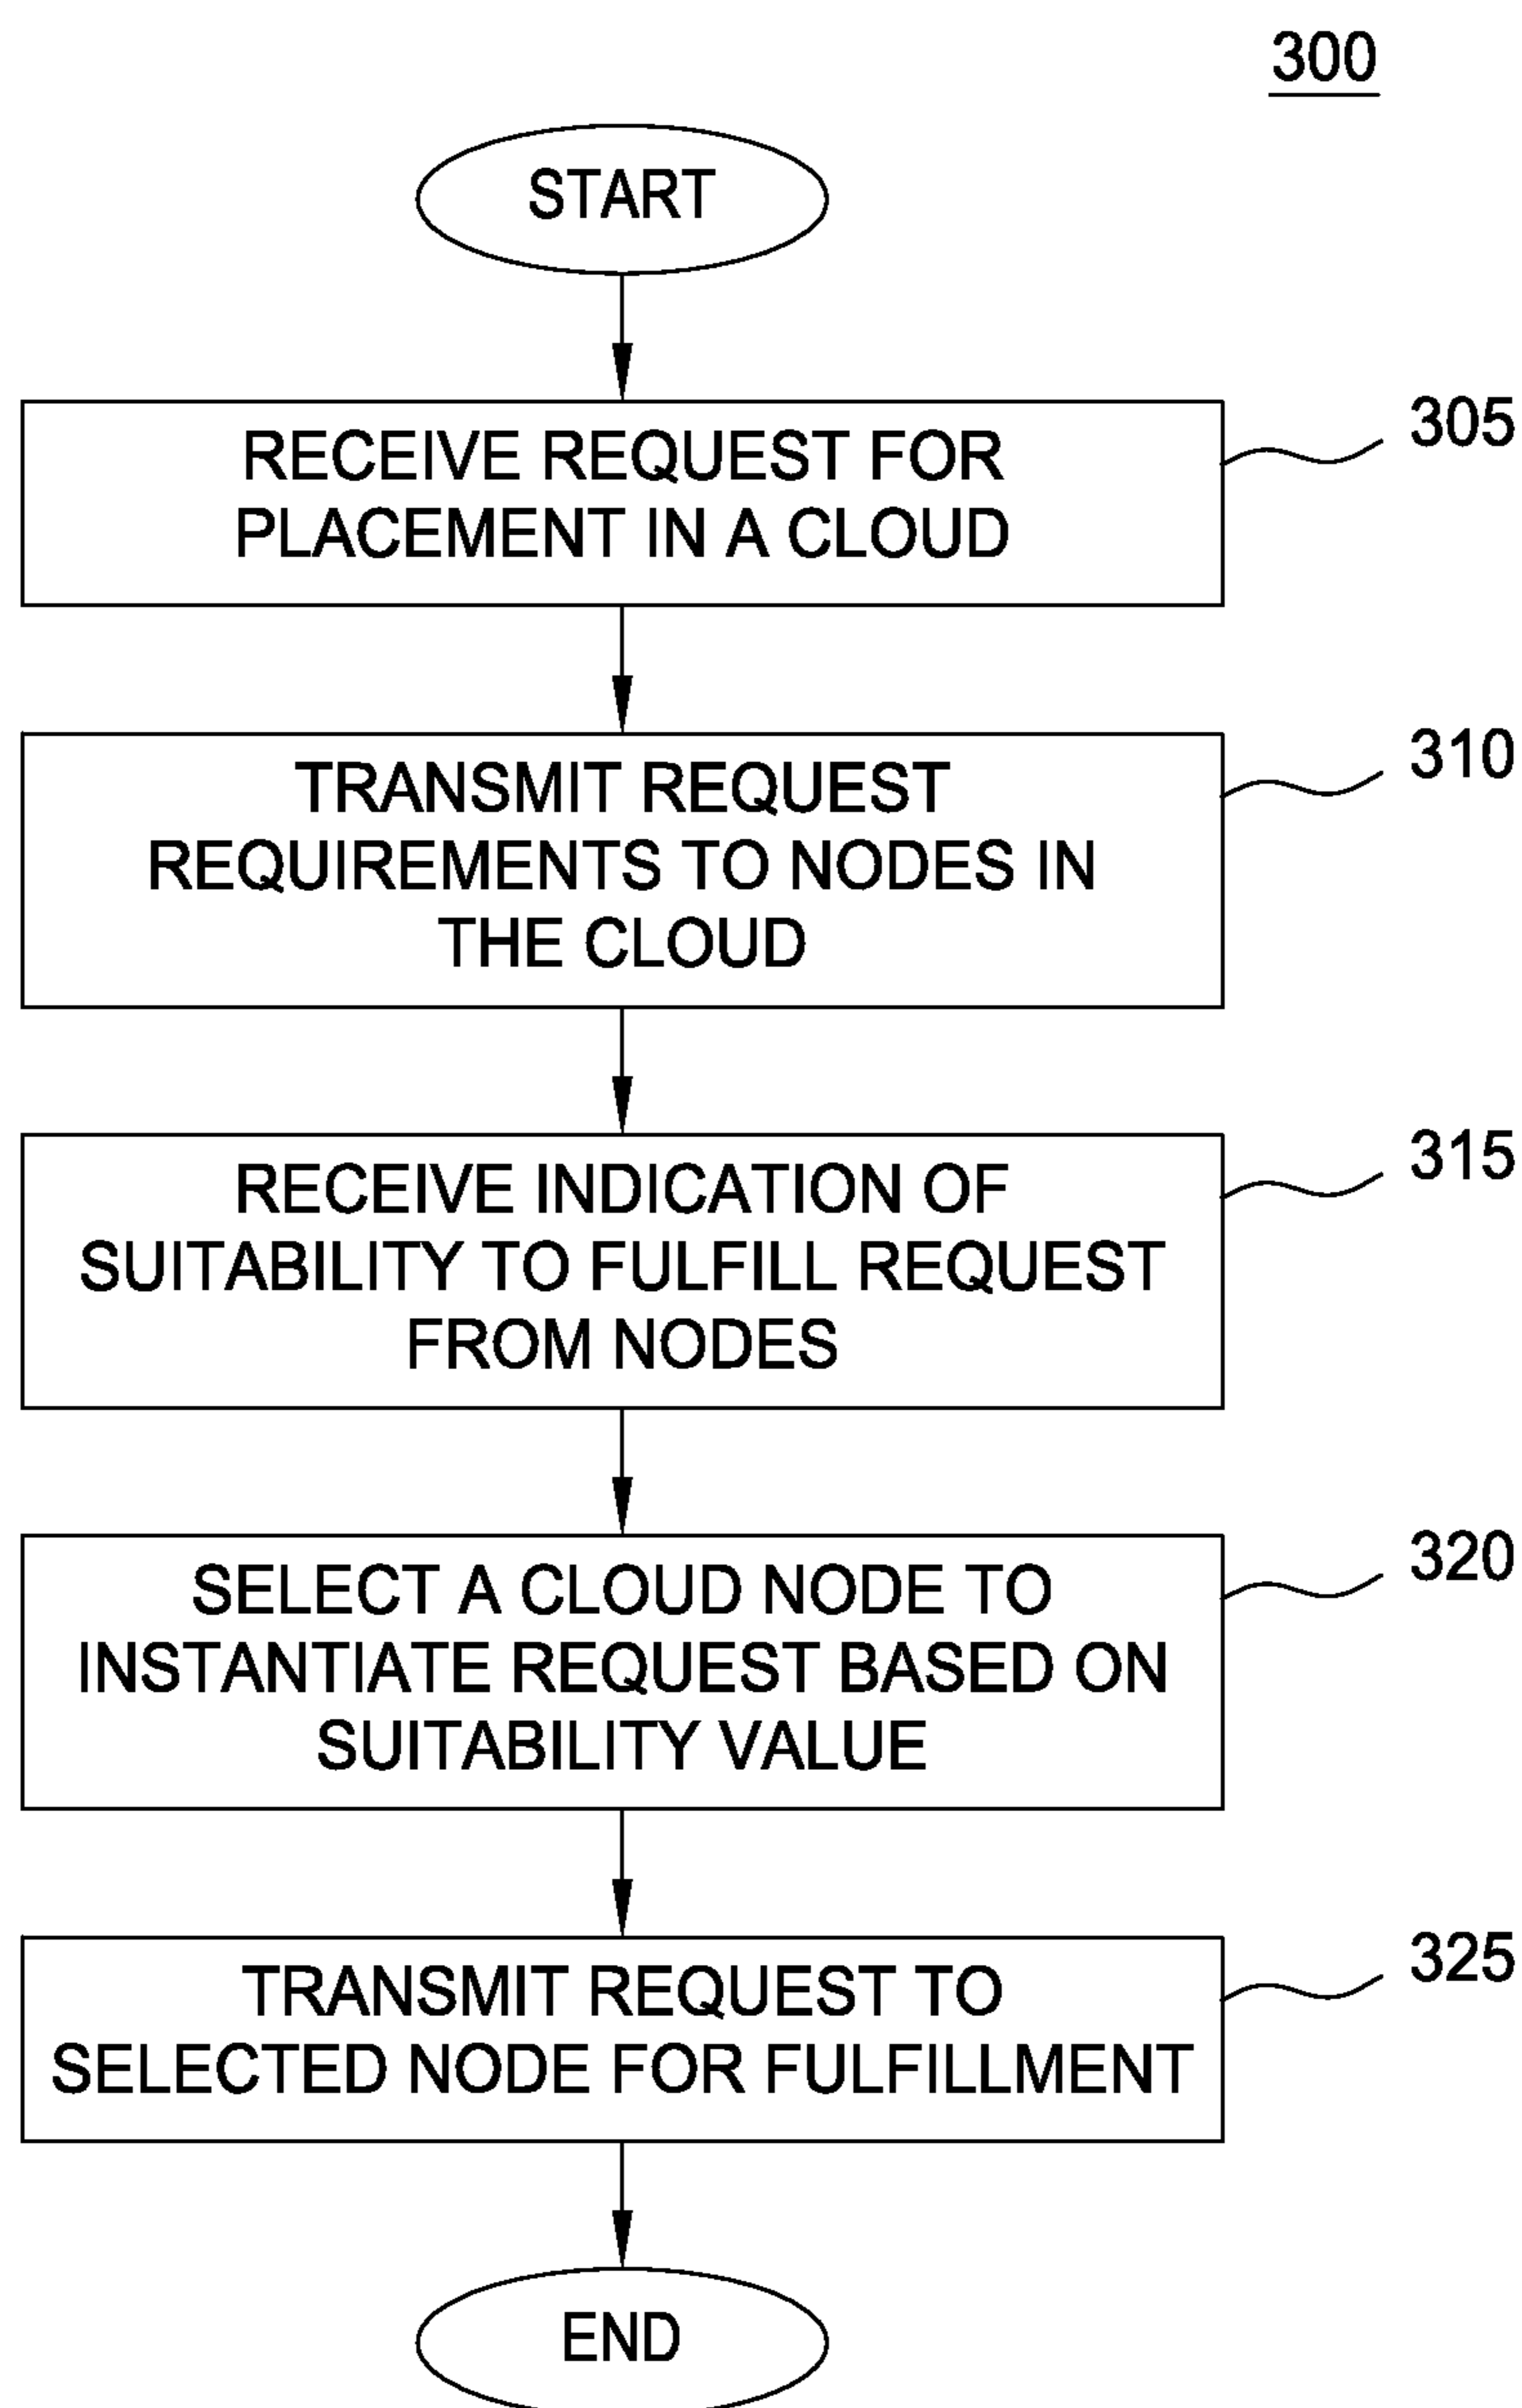 300
START
RECEIVE REQUEST FOR
PLACEMENT IN A CLOUD
305
TRANSMIT REQUEST
REQUIREMENTS TO NODES IN
THE CLOUD
310
RECEIVE INDICATION OF
SUITABILITY TO FULFILL REQUEST
FROM NODES
315
SELECT A CLOUD NODE TO
INSTANTIATE REQUEST BASED ON
SUITABILITY VALUE
320
TRANSMIT REQUEST TO
SELECTED NODE FOR FULFILLMENT
325
END